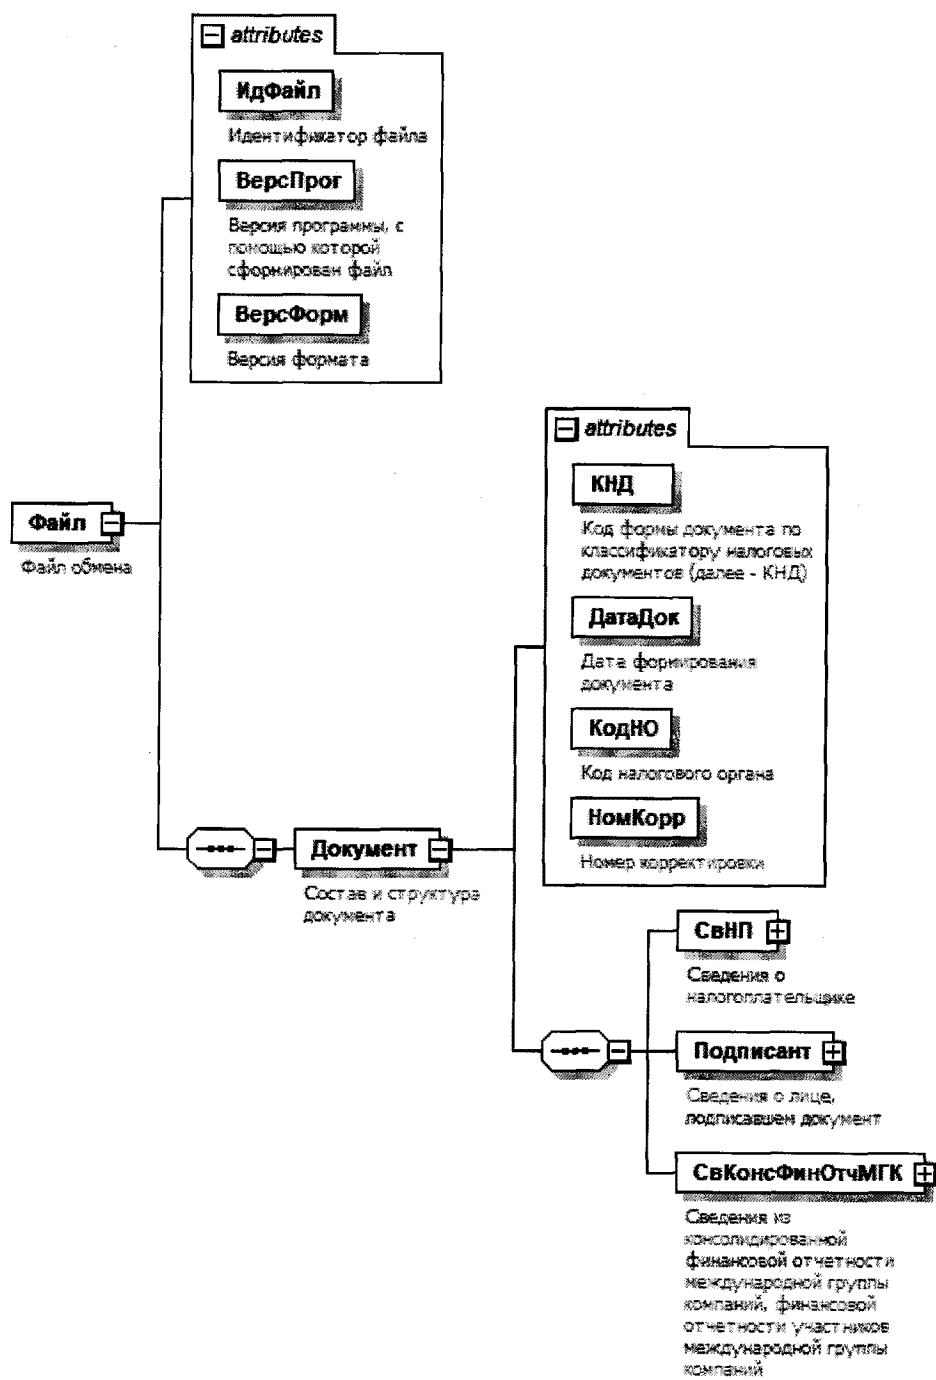 attributes
ИдФайл
Идентификатор файла
ВерсПрог
Версия программы, с
помощью которой
сформирован файл
ВерсФорм
Версия формата
Файл
Файл обмена
attributes
КНД
Код формы документа по
классификатору налоговых
документов (далее - КНД)
ДатаДок
Дата формирования
документа
КодНО
Код налогового органа
НомКорр
Номер корректировки
Документ
Состав и структура
документа
СвНП
Сведения о
налогоплательщике
Подписант
Сведения о лице,
подписавшем документ
СвКонсФинОтчМГК
Сведения из
консолидированной
финансовой отчетности
международной группы
компаний, финансовой
отчетности участников
международной группы
компаний